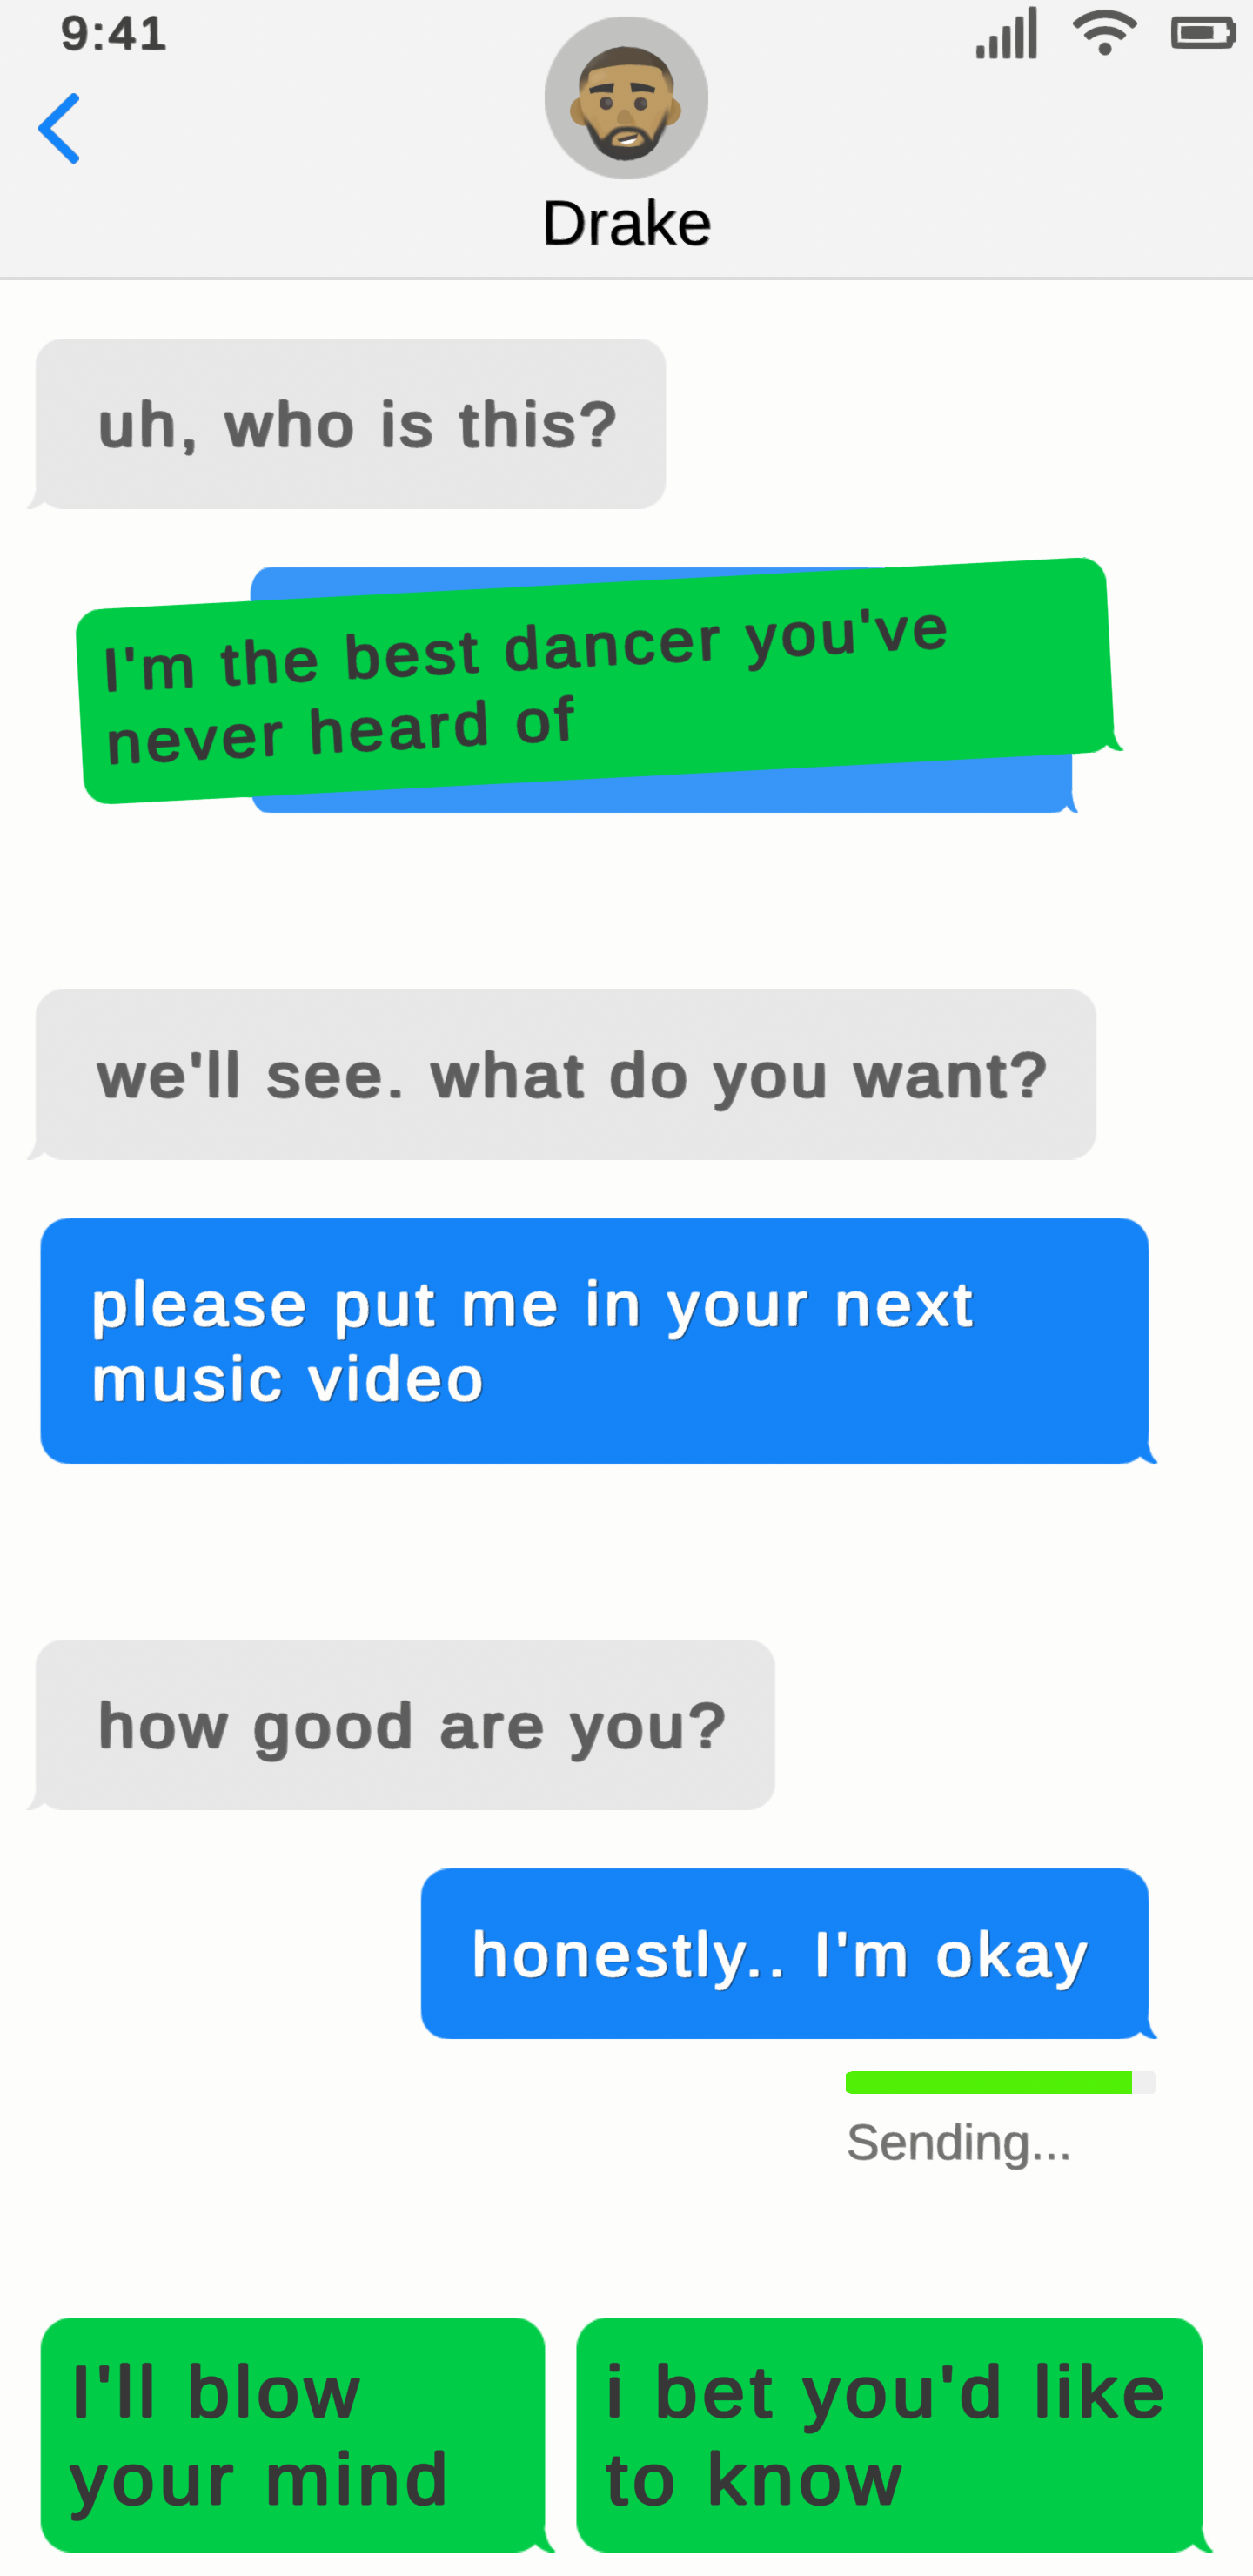 9:41
Drake
uh, who is this?
I'm the best dancer you've
never heard of
we'll see. what do you want?
please put me in your next
music video
how good are you?
honestly.. I'm okay
Sending...
I'll blow
your mind
i bet you'd like
to know